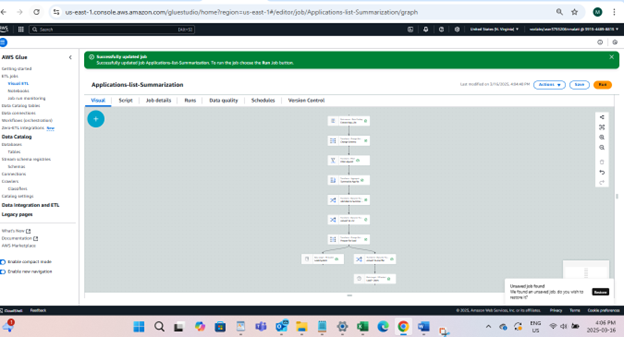 us-east-1.console.aws.amazon.com/gluestudio/home?region=us-east-1#/editor/job/Applications-list-Summarization/graph
Search
[Alt+S]
United States (N. Virginia)
AWS Glue
Getting started
ETL jobs
Visual ETL
Notebooks
Job run monitoring
Data Catalog tables
Data connections
Workflows (orchestration)
Zero-ETL integrations New
Data Catalog
Databases
Tables
Stream schema registries
Schemas
Connections
Crawlers
Classifiers
Catalog settings
Data Integration and ETL
Legacy pages
What's New
Documentation
AWS Marketplace
Enable compact mode
Enable new navigation
Successfully updated job
Successfully updated job Applications-list-Summarization. To run the job choose the Run Job button.
Applications-list-Summarization
Actions
Save
Run
Visual
Script
Job details
Runs
Data quality
Schedules
Version Control
Unsaved job found
We found an unsaved job; do you wish to restore it?
Restore
CloudShell
Feedback
© 2025, Amazon Web Services, Inc. or its affiliates.
Privacy
Terms
Cookie preferences
ENG
US
4:06 PM
2025-03-16